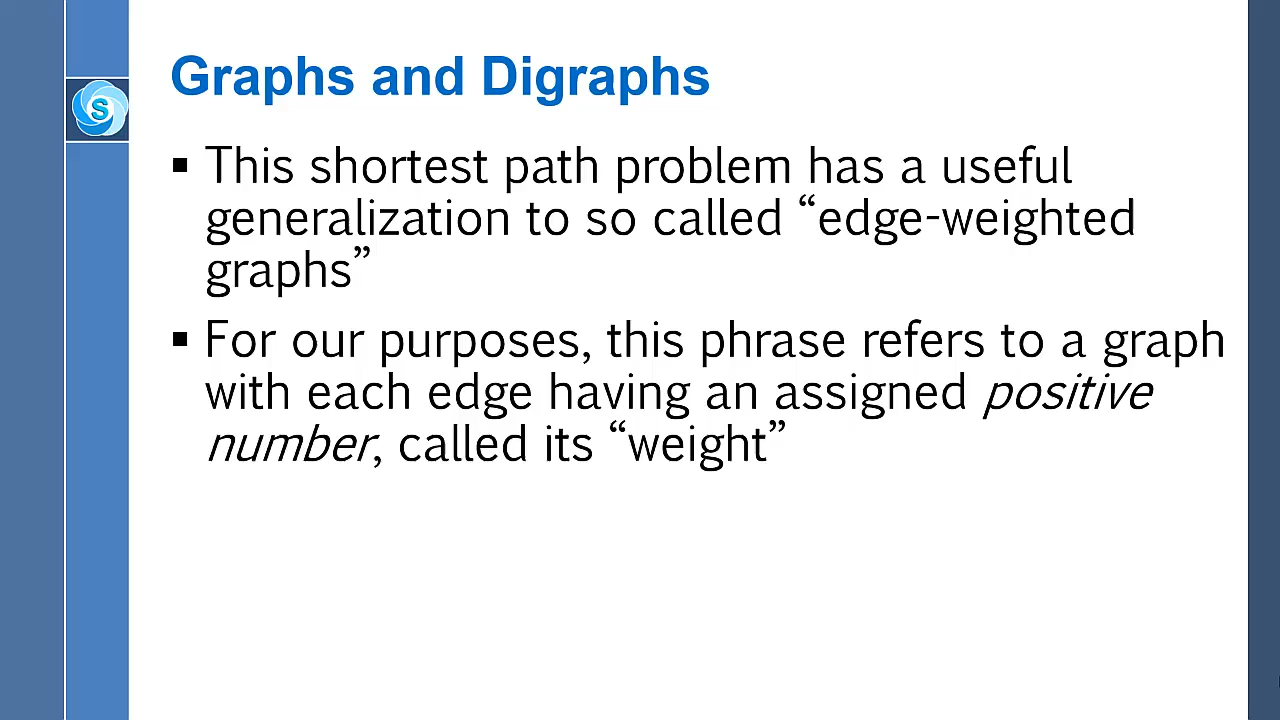 Graphs and Digraphs
S
▪ This shortest path problem has a useful
generalization to so called “edge-weighted
graphs”
▪ For our purposes, this phrase refers to a graph
with each edge having an assigned positive
number, called its “weight”